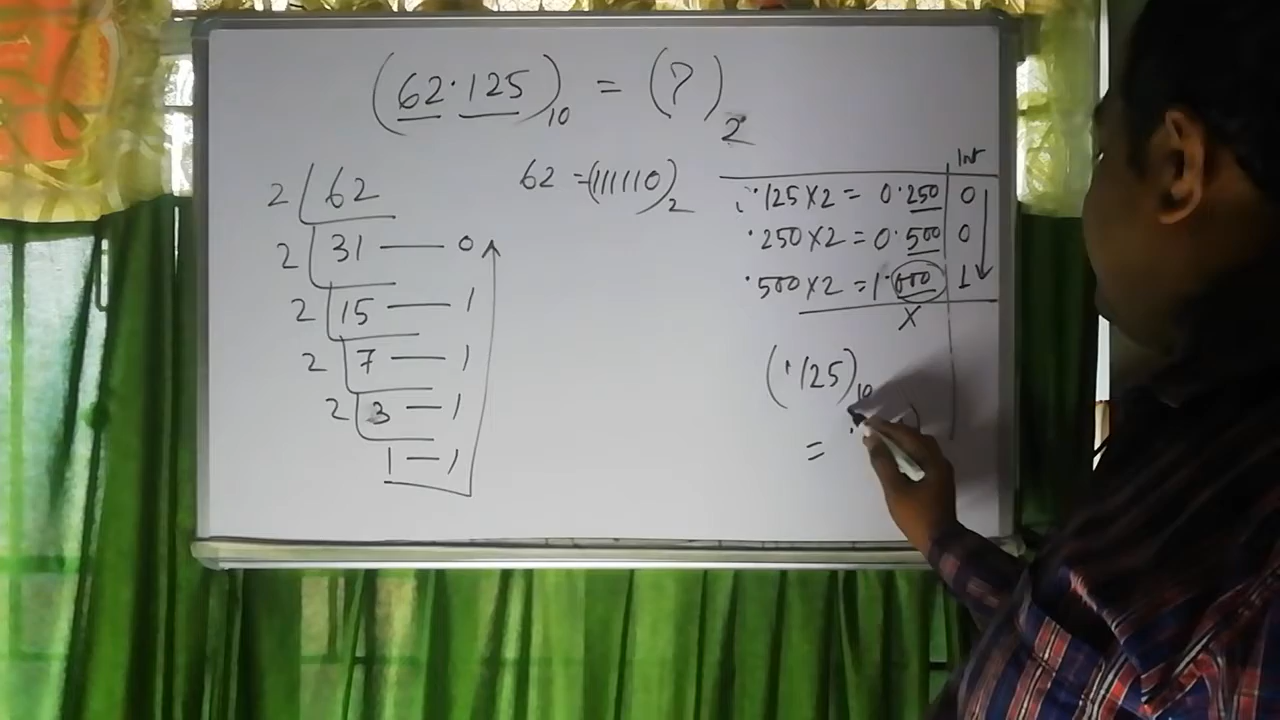 (62.125)10 = (?)2
2 | 62
2 | 31 — 0
2 | 15 — 1
2 | 7 — 1
2 | 3 — 1
1 — 1
62 = (111110)2
Int
.125 X 2 = 0.250 | 0
.250 X 2 = 0.500 | 0
.500 X 2 = 1.000 | 1
X
(.125)10
= .